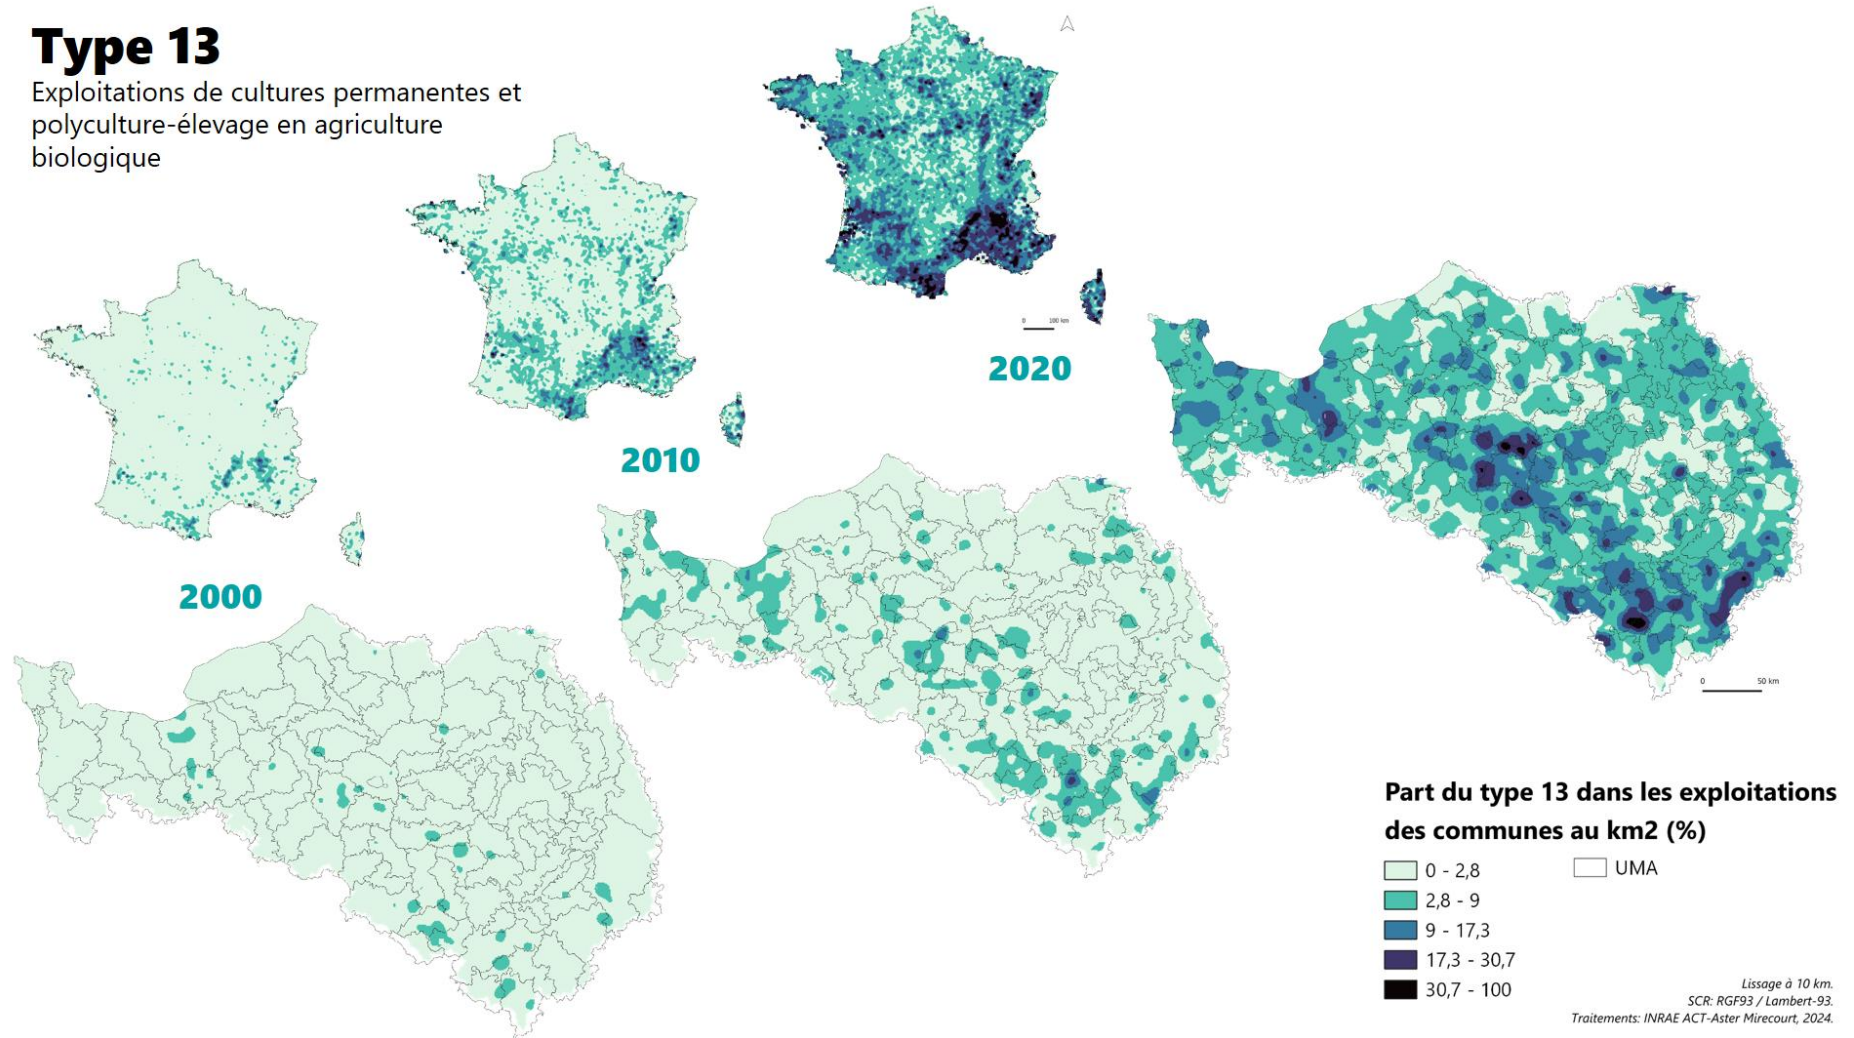 Type 13
Exploitations de cultures permanentes et
polyculture-élevage en agriculture
biologique
0 100 km
2020
2010
2000
0 50 km
Part du type 13 dans les exploitations
des communes au km2 (%)
0 - 2,8
UMA
2,8 - 9
9 - 17,3
17,3 - 30,7
30,7 - 100
Lissage à 10 km.
SCR: RGF93 / Lambert-93.
Traitements: INRAE ACT-Aster Mirecourt, 2024.